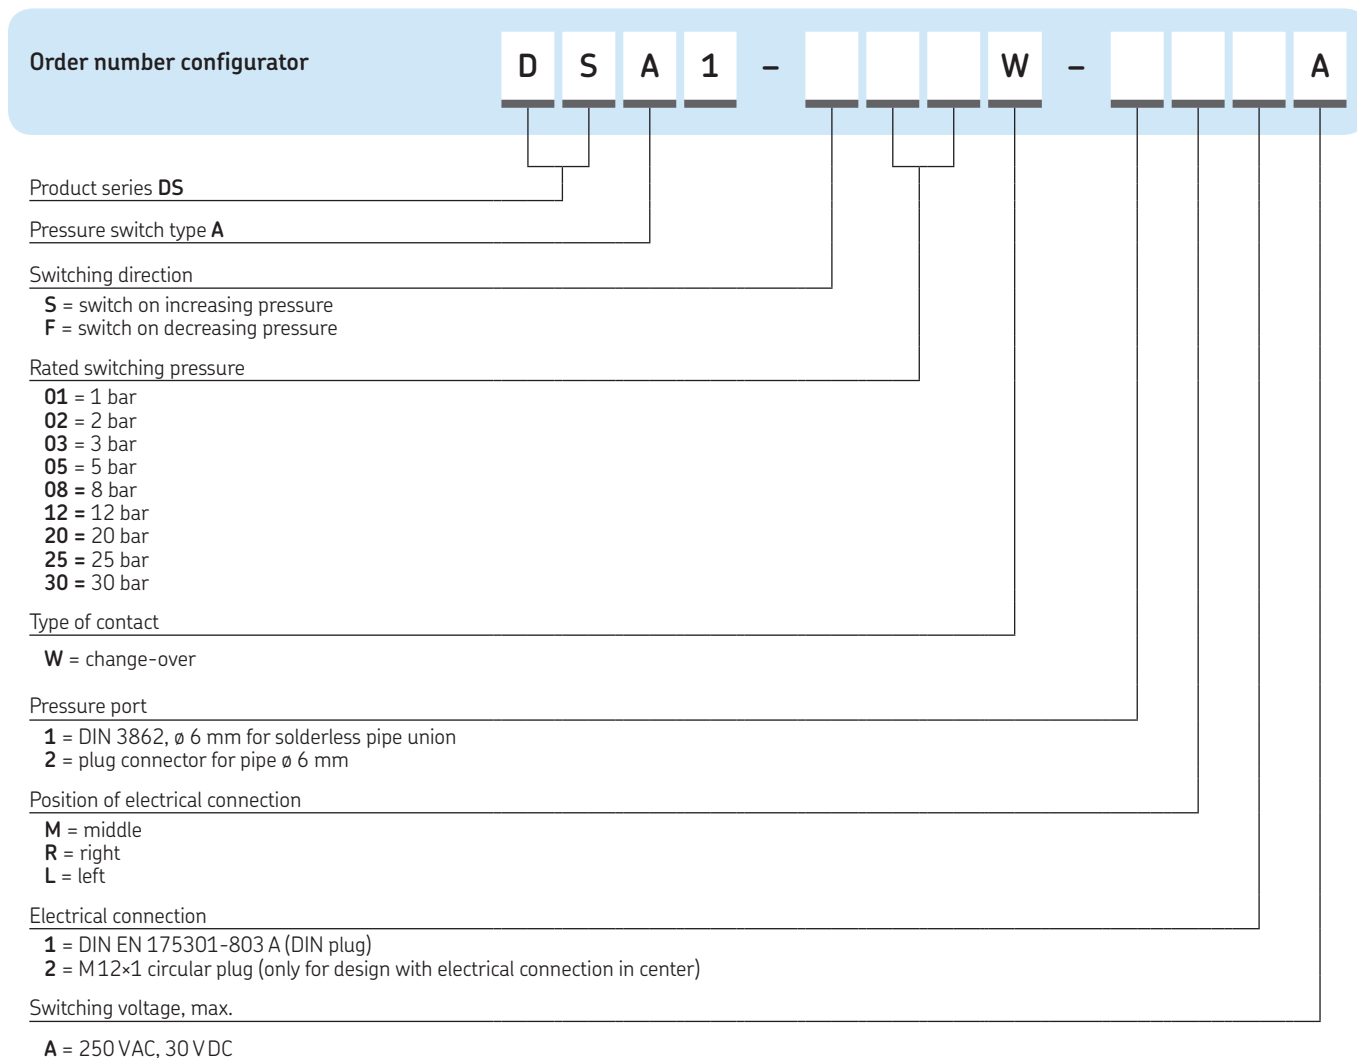 Order number configurator D S A 1 – W – A
Product series DS
Pressure switch type A
Switching direction
S = switch on increasing pressure
F = switch on decreasing pressure
Rated switching pressure
01 = 1 bar
02 = 2 bar
03 = 3 bar
05 = 5 bar
08 = 8 bar
12 = 12 bar
20 = 20 bar
25 = 25 bar
30 = 30 bar
Type of contact
W = change-over
Pressure port
1 = DIN 3862, ø 6 mm for solderless pipe union
2 = plug connector for pipe ø 6 mm
Position of electrical connection
M = middle
R = right
L = left
Electrical connection
1 = DIN EN 175301-803 A (DIN plug)
2 = M12×1 circular plug (only for design with electrical connection in center)
Switching voltage, max.
A = 250 VAC, 30 V DC